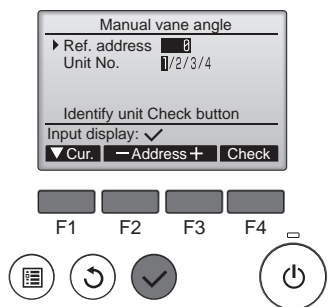 Manual vane angle
Ref. address 0
Unit No. 1/2/3/4
Identify unit Check button
Input display: ✓
▼Cur. −Address+ Check
F1 F2 F3 F4